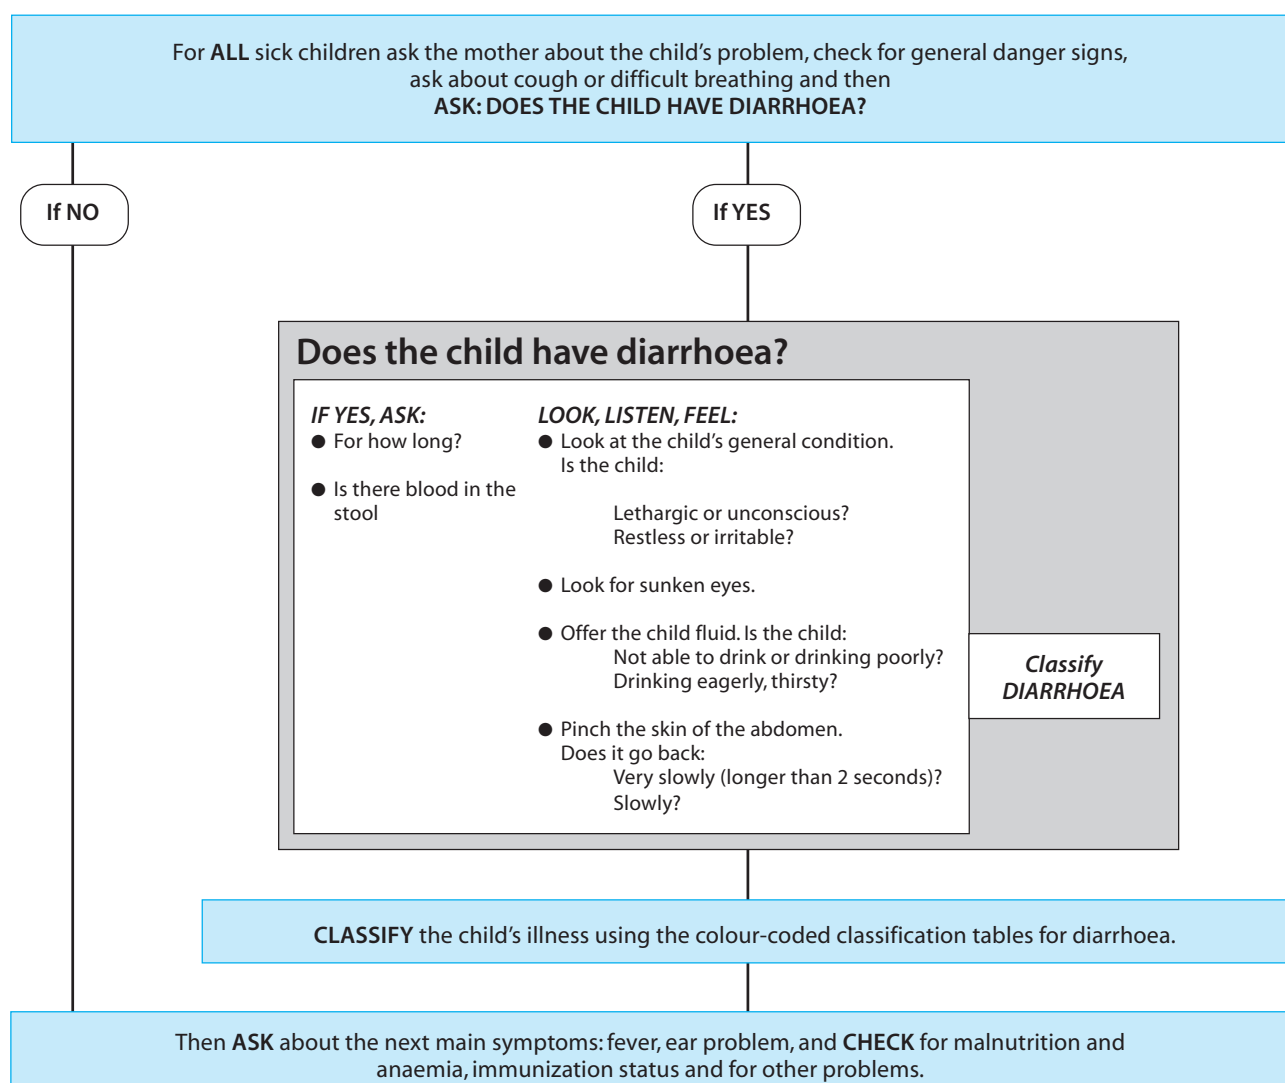 For ALL sick children ask the mother about the child’s problem, check for general danger signs,
ask about cough or difficult breathing and then
ASK: DOES THE CHILD HAVE DIARRHOEA?
If NO
If YES
Does the child have diarrhoea?
IF YES, ASK:
● For how long?
● Is there blood in the
stool
LOOK, LISTEN, FEEL:
● Look at the child’s general condition.
Is the child:
Lethargic or unconscious?
Restless or irritable?
● Look for sunken eyes.
● Offer the child fluid. Is the child:
Not able to drink or drinking poorly?
Drinking eagerly, thirsty?
● Pinch the skin of the abdomen.
Does it go back:
Very slowly (longer than 2 seconds)?
Slowly?
Classify
DIARRHOEA
CLASSIFY the child’s illness using the colour-coded classification tables for diarrhoea.
Then ASK about the next main symptoms: fever, ear problem, and CHECK for malnutrition and
anaemia, immunization status and for other problems.